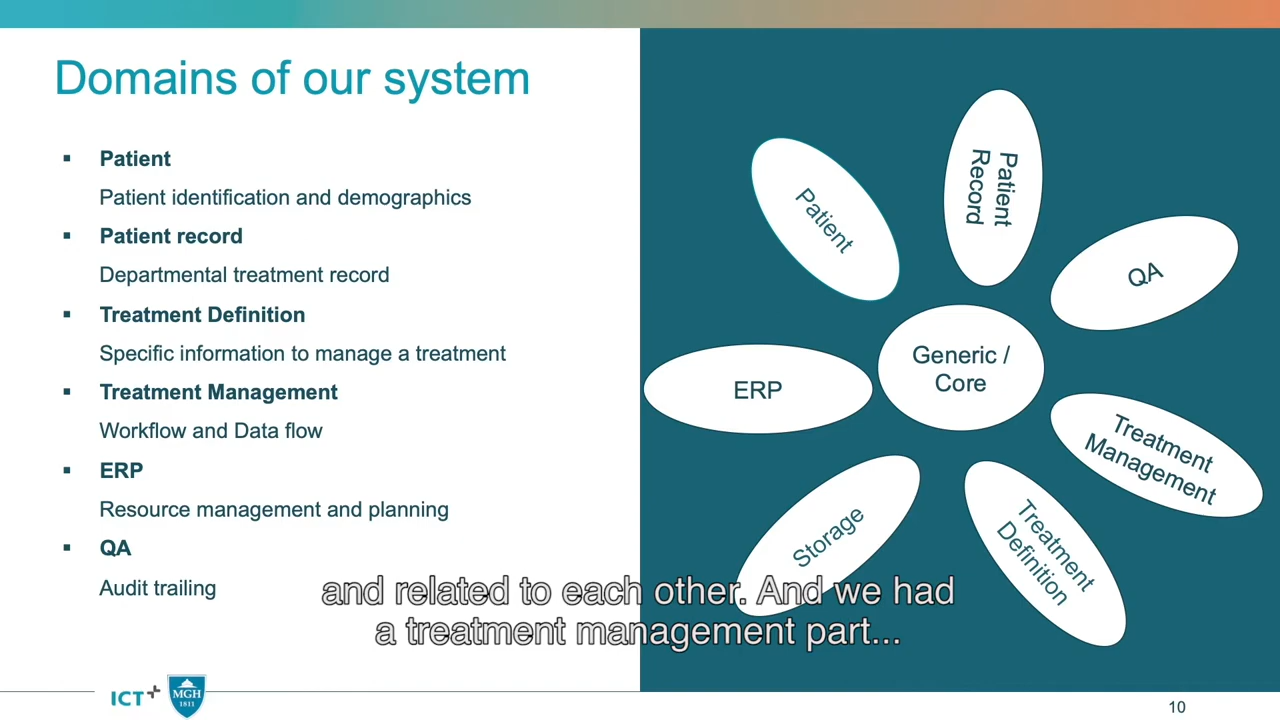 Domains of our system
▪ Patient
Patient identification and demographics
▪ Patient record
Departmental treatment record
▪ Treatment Definition
Specific information to manage a treatment
▪ Treatment Management
Workflow and Data flow
▪ ERP
Resource management and planning
▪ QA
Audit trailing
Patient
Patient
Record
QA
Generic /
Core
ERP
Treatment
Management
Storage
Treatment
Definition
and related to each other. And we had
a treatment management part...
ICT+
MGH
1811
10